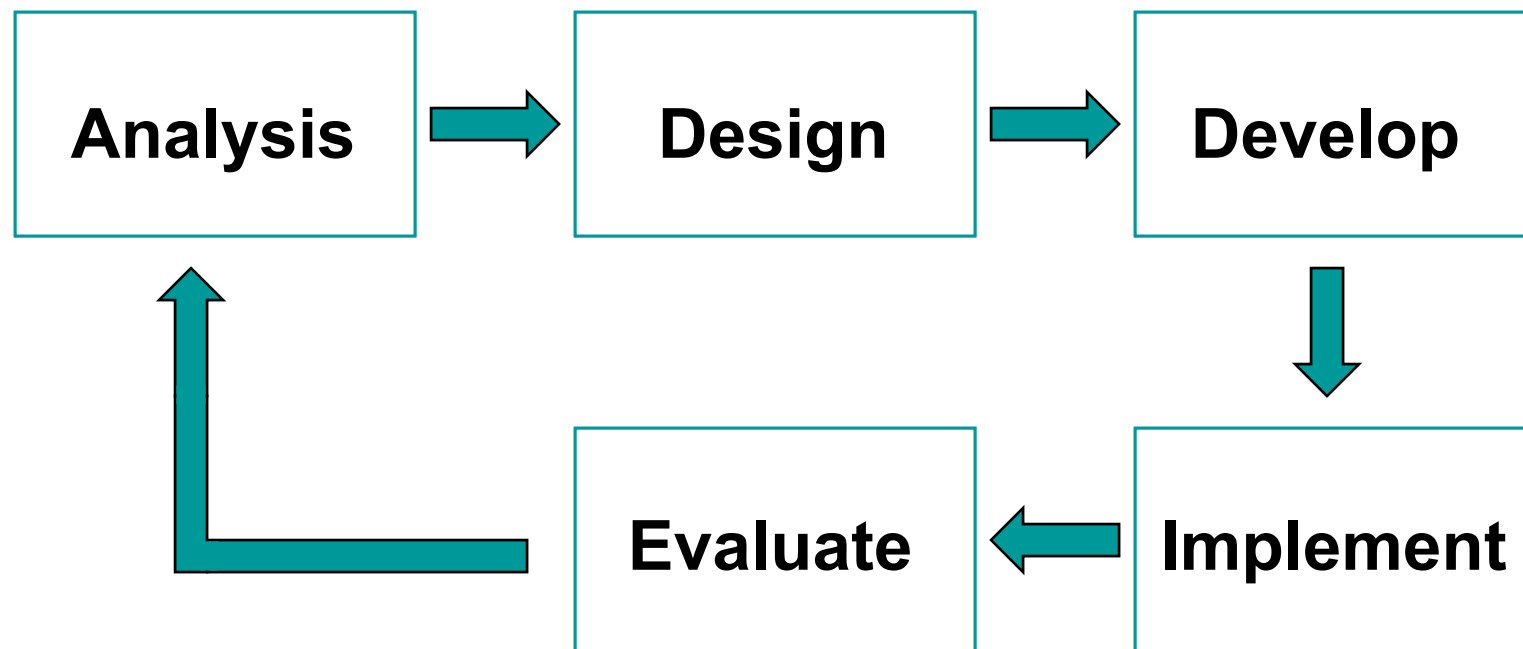 Analysis
Design
Develop
Evaluate
Implement